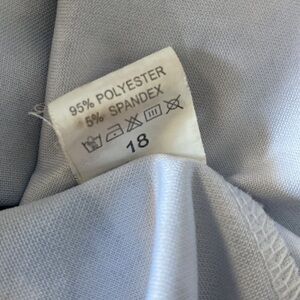 95% POLYESTER
5% SPANDEX
18